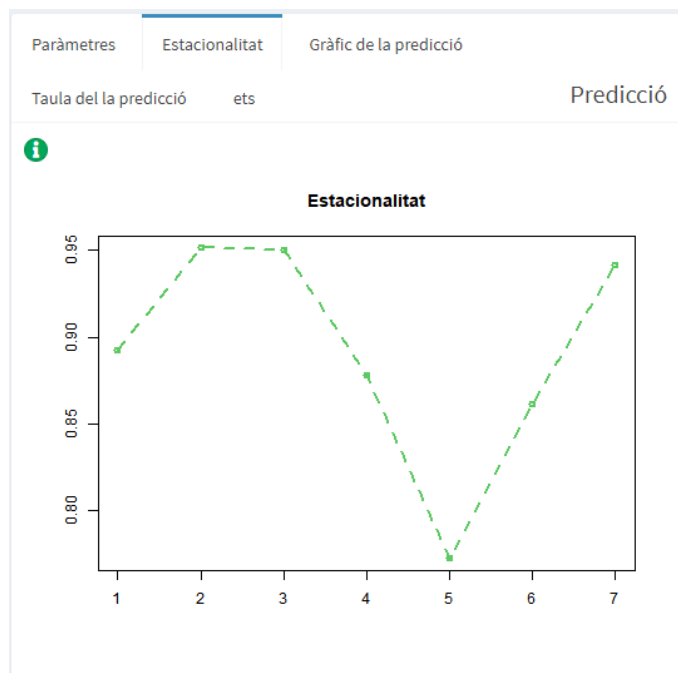 Paràmetres Estacionalitat Gràfic de la predicció
Taula del la predicció ets Predicció
Estacionalitat
0.95
0.90
0.85
0.80
1 2 3 4 5 6 7